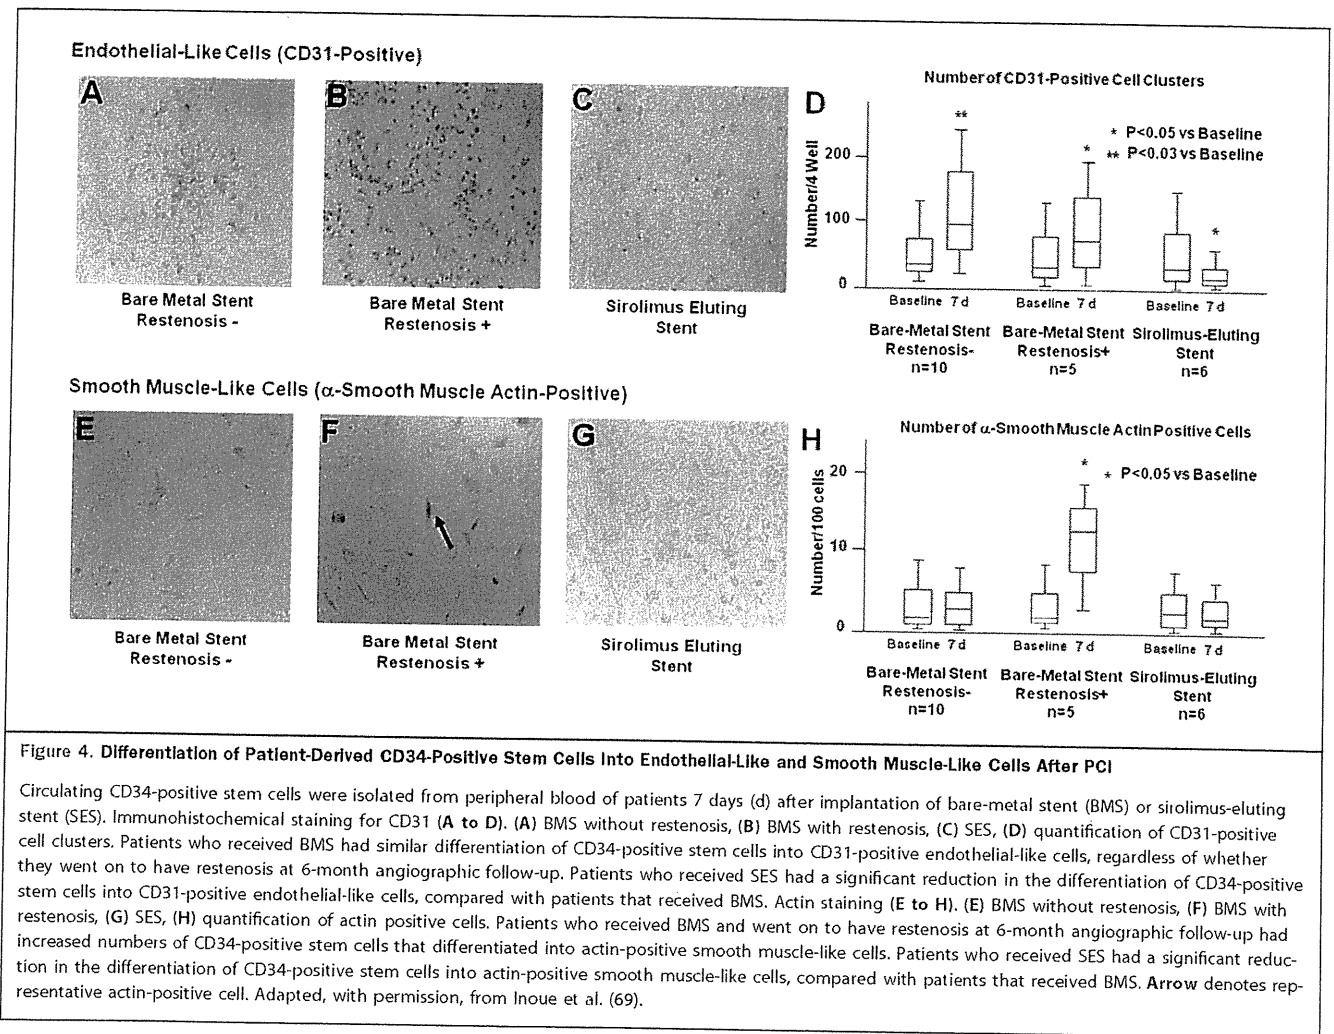 Endothelial-Like Cells (CD31-Positive)
A
B
C
Bare Metal Stent
Restenosis -
Bare Metal Stent
Restenosis +
Sirolimus Eluting
Stent
D
Number of CD31-Positive Cell Clusters
* P<0.05 vs Baseline
** P<0.03 vs Baseline
Number/4 Well
200
100
0
**
*
*
Baseline 7 d
Baseline 7 d
Baseline 7 d
Bare-Metal Stent
Restenosis-
n=10
Bare-Metal Stent
Restenosis+
n=5
Sirolimus-Eluting
Stent
n=6
Smooth Muscle-Like Cells (α-Smooth Muscle Actin-Positive)
E
F
G
Bare Metal Stent
Restenosis -
Bare Metal Stent
Restenosis +
Sirolimus Eluting
Stent
H
Number of α-Smooth Muscle Actin Positive Cells
* P<0.05 vs Baseline
Number/100 cells
20
10
0
*
Baseline 7 d
Baseline 7 d
Baseline 7 d
Bare-Metal Stent
Restenosis-
n=10
Bare-Metal Stent
Restenosis+
n=5
Sirolimus-Eluting
Stent
n=6
Figure 4. Differentiation of Patient-Derived CD34-Positive Stem Cells Into Endothelial-Like and Smooth Muscle-Like Cells After PCI
Circulating CD34-positive stem cells were isolated from peripheral blood of patients 7 days (d) after implantation of bare-metal stent (BMS) or sirolimus-eluting
stent (SES). Immunohistochemical staining for CD31 (A to D). (A) BMS without restenosis, (B) BMS with restenosis, (C) SES, (D) quantification of CD31-positive
cell clusters. Patients who received BMS had similar differentiation of CD34-positive stem cells into CD31-positive endothelial-like cells, regardless of whether
they went on to have restenosis at 6-month angiographic follow-up. Patients who received SES had a significant reduction in the differentiation of CD34-positive
stem cells into CD31-positive endothelial-like cells, compared with patients that received BMS. Actin staining (E to H). (E) BMS without restenosis, (F) BMS with
restenosis, (G) SES, (H) quantification of actin positive cells. Patients who received BMS and went on to have restenosis at 6-month angiographic follow-up had
increased numbers of CD34-positive stem cells that differentiated into actin-positive smooth muscle-like cells. Patients who received SES had a significant reduc-
tion in the differentiation of CD34-positive stem cells into actin-positive smooth muscle-like cells, compared with patients that received BMS. Arrow denotes rep-
resentative actin-positive cell. Adapted, with permission, from Inoue et al. (69).